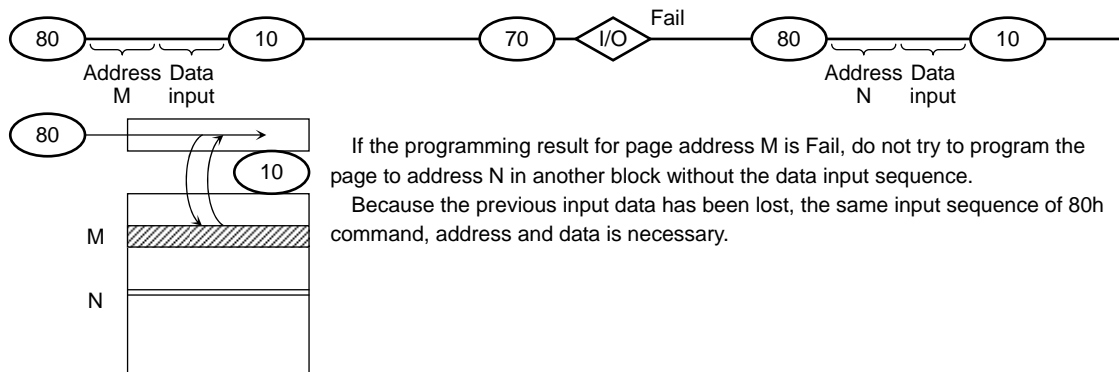 Fail
80 10 70 I/O 80 10
Address Data Address Data
M input N input
80
If the programming result for page address M is Fail, do not try to program the
10
page to address N in another block without the data input sequence.
Because the previous input data has been lost, the same input sequence of 80h
M
command, address and data is necessary.
N